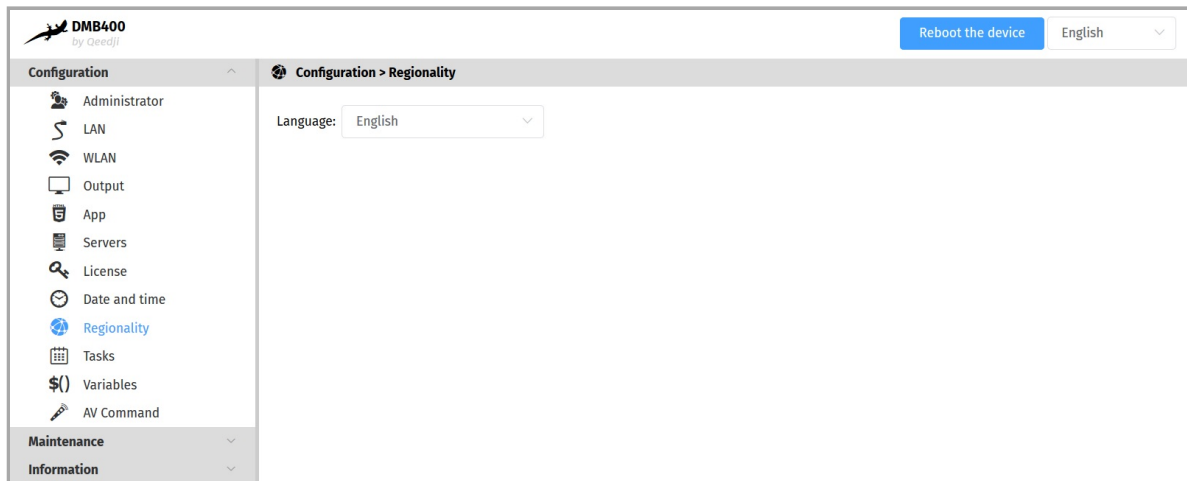 DMB400
by Qeedji
Reboot the device
English
Configuration
Configuration > Regionality
Administrator
LAN
WLAN
Output
App
Servers
License
Date and time
Regionality
Tasks
$() Variables
AV Command
Maintenance
Information
Language: English